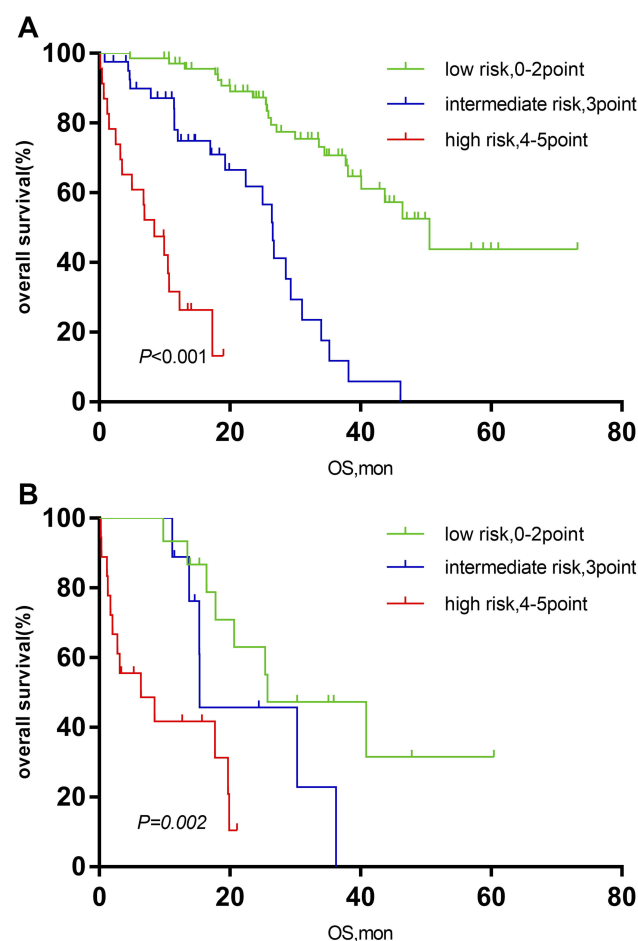 A
100
80
60
40
20
0
overall survival(%)
low risk,0-2point
intermediate risk,3point
high risk,4-5point
P<0.001
0 20 40 60 80
OS,mon
B
100
80
60
40
20
0
overall survival(%)
low risk,0-2point
intermediate risk,3point
high risk,4-5point
P=0.002
0 20 40 60 80
OS,mon